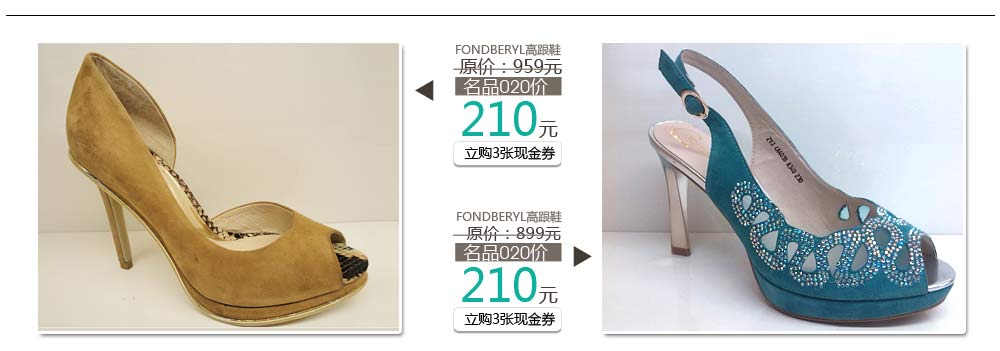 FONDBERYL高跟鞋
原价：959元
名品020价
210元
立购3张现金券
FONDBERYL高跟鞋
原价：899元
名品020价
210元
立购3张现金券